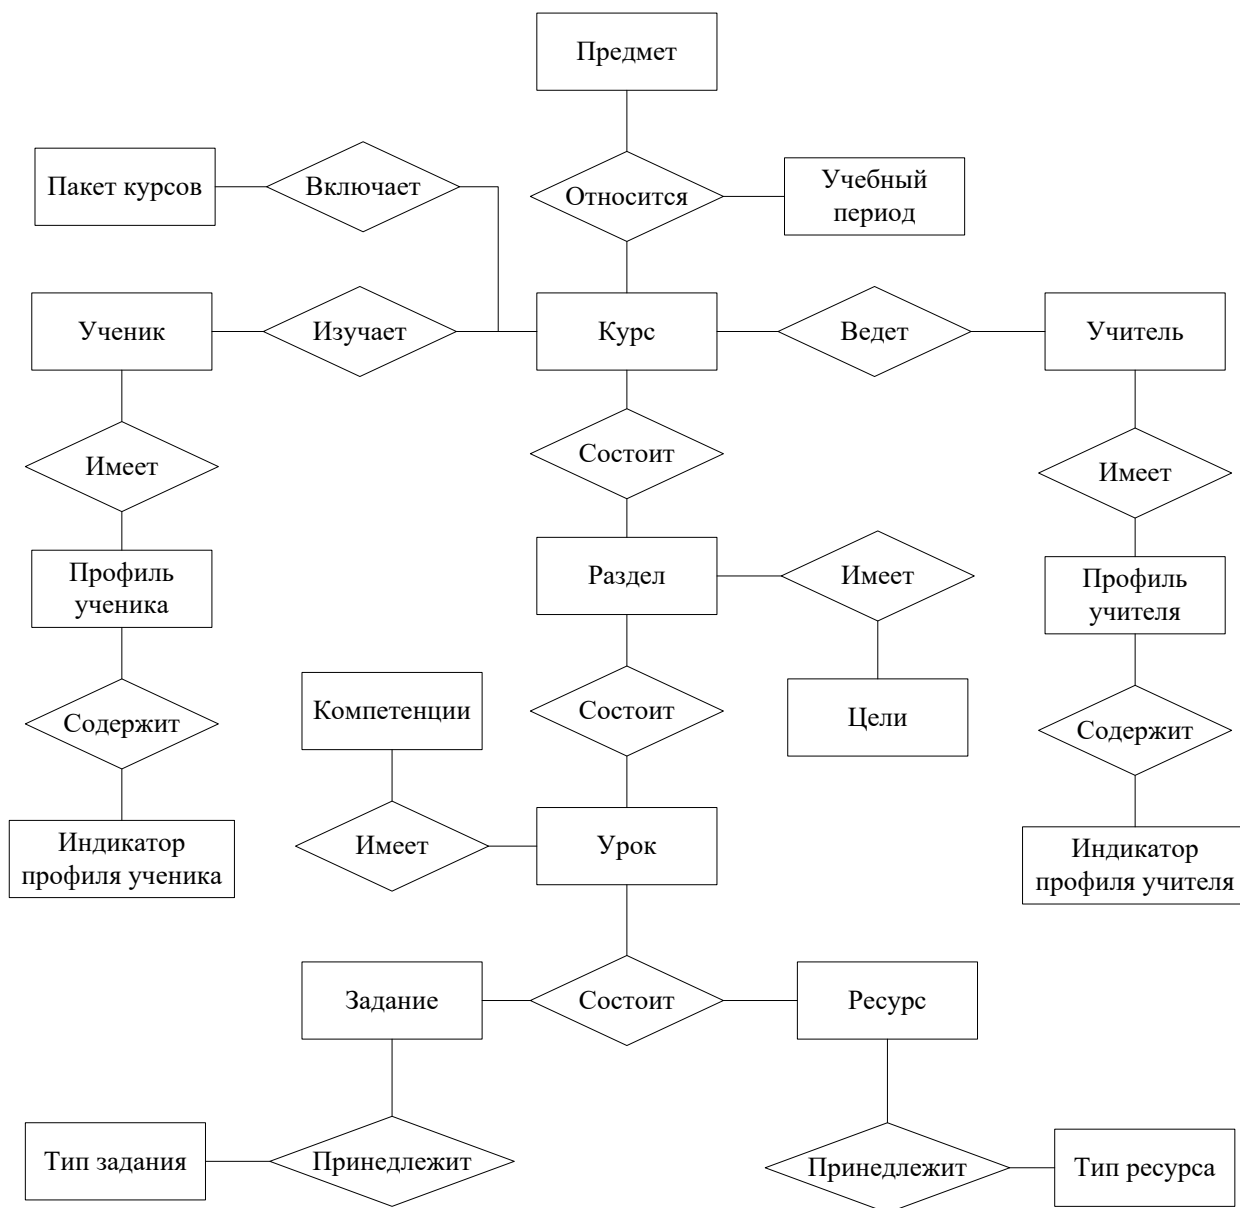 Предмет
Пакет курсов
Включает
Относится
Учебный
период
Ученик
Изучает
Курс
Ведет
Учитель
Имеет
Состоит
Имеет
Профиль
ученика
Раздел
Имеет
Профиль
учителя
Содержит
Компетенции
Состоит
Цели
Содержит
Индикатор
профиля ученика
Имеет
Урок
Индикатор
профиля учителя
Задание
Состоит
Ресурс
Тип задания
Принедлежит
Принедлежит
Тип ресурса